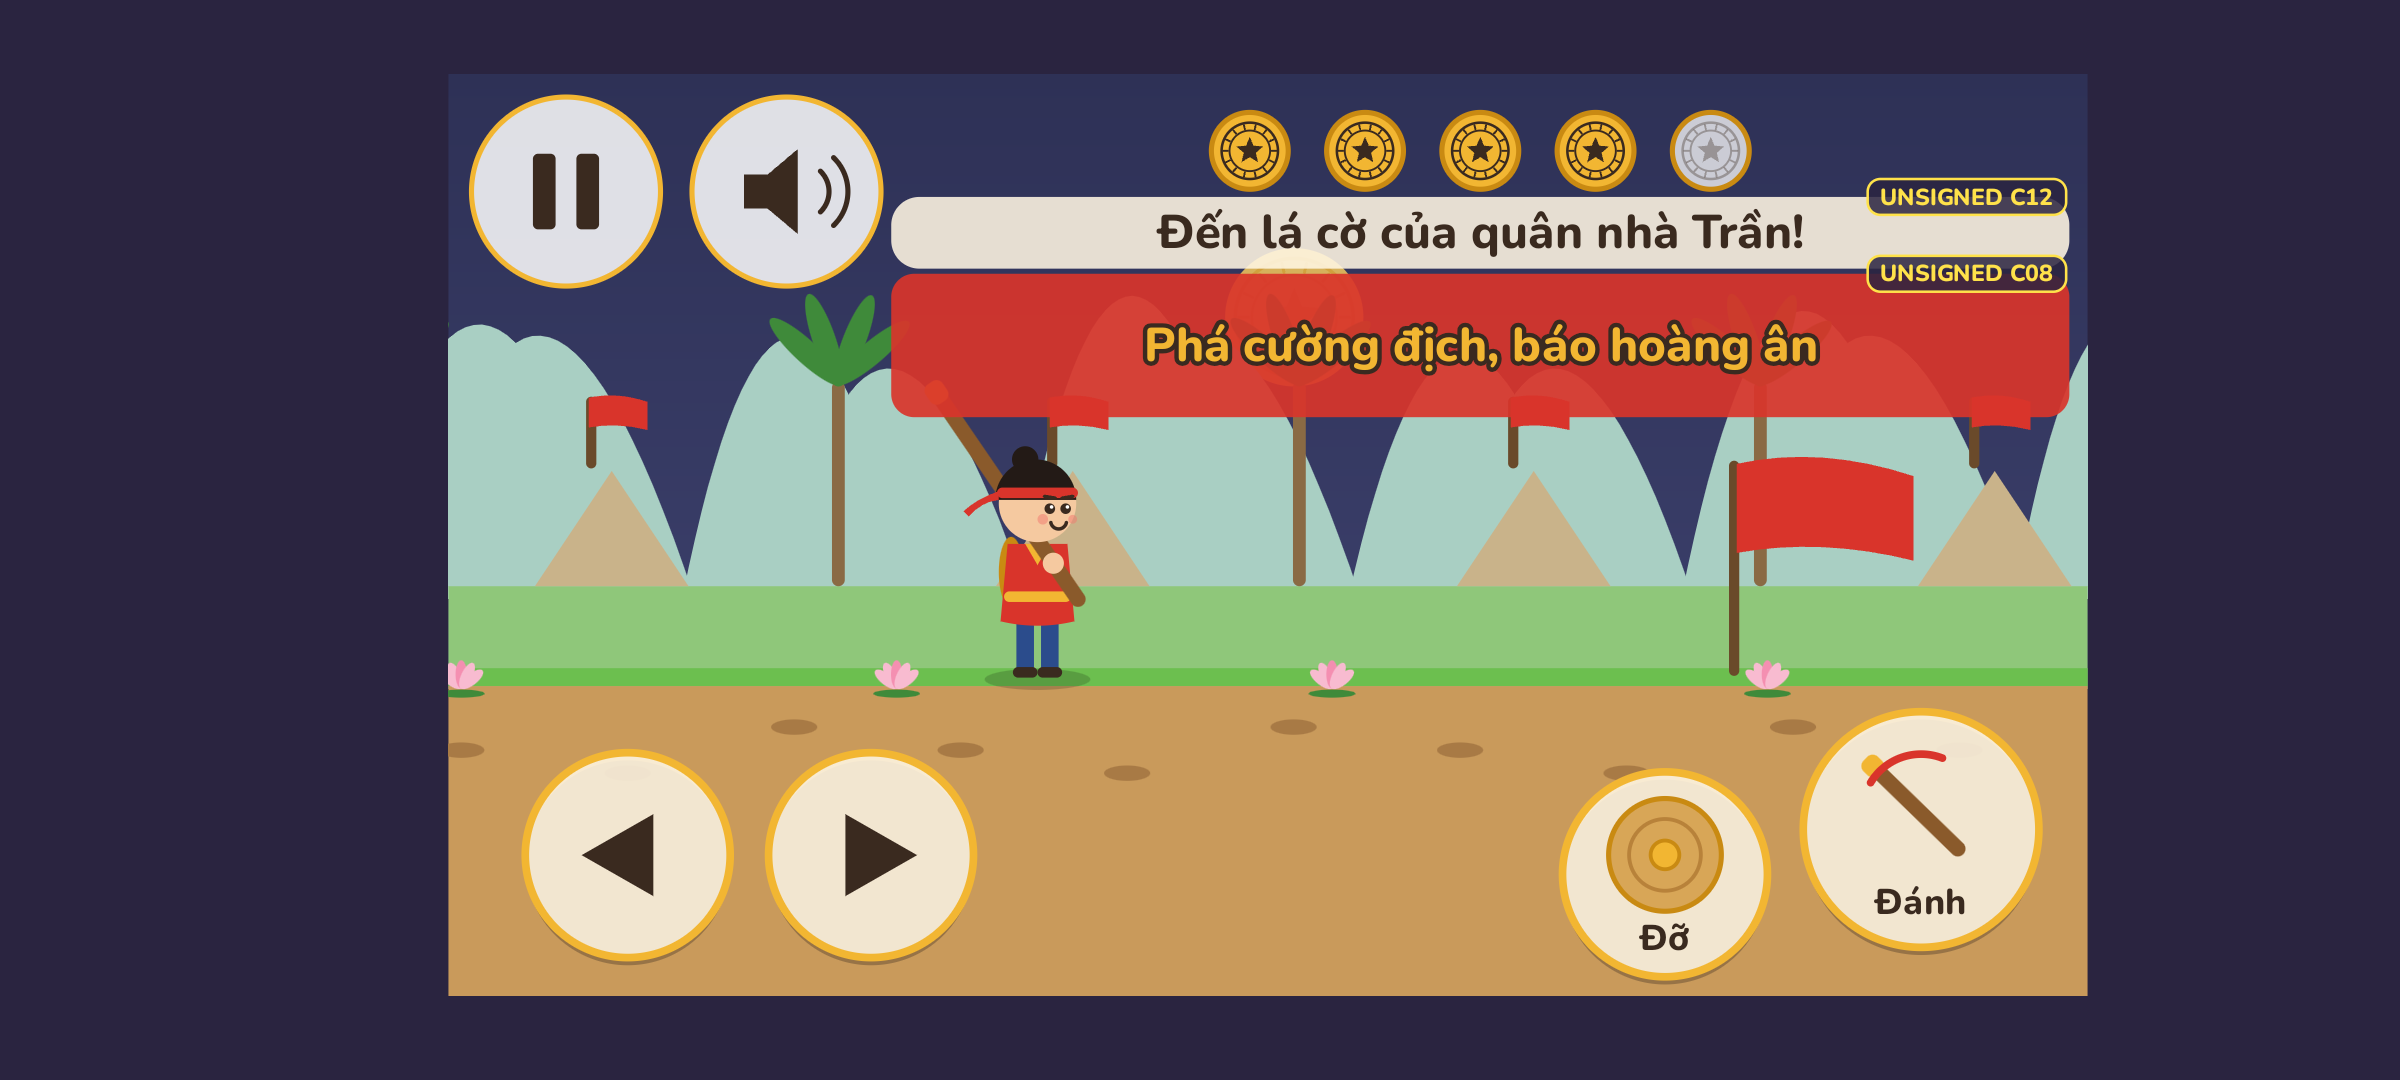 UNSIGNED C12
Đến lá cờ của quân nhà Trần!
UNSIGNED C08
Phá cường địch, báo hoàng ân
Đánh
Đỡ